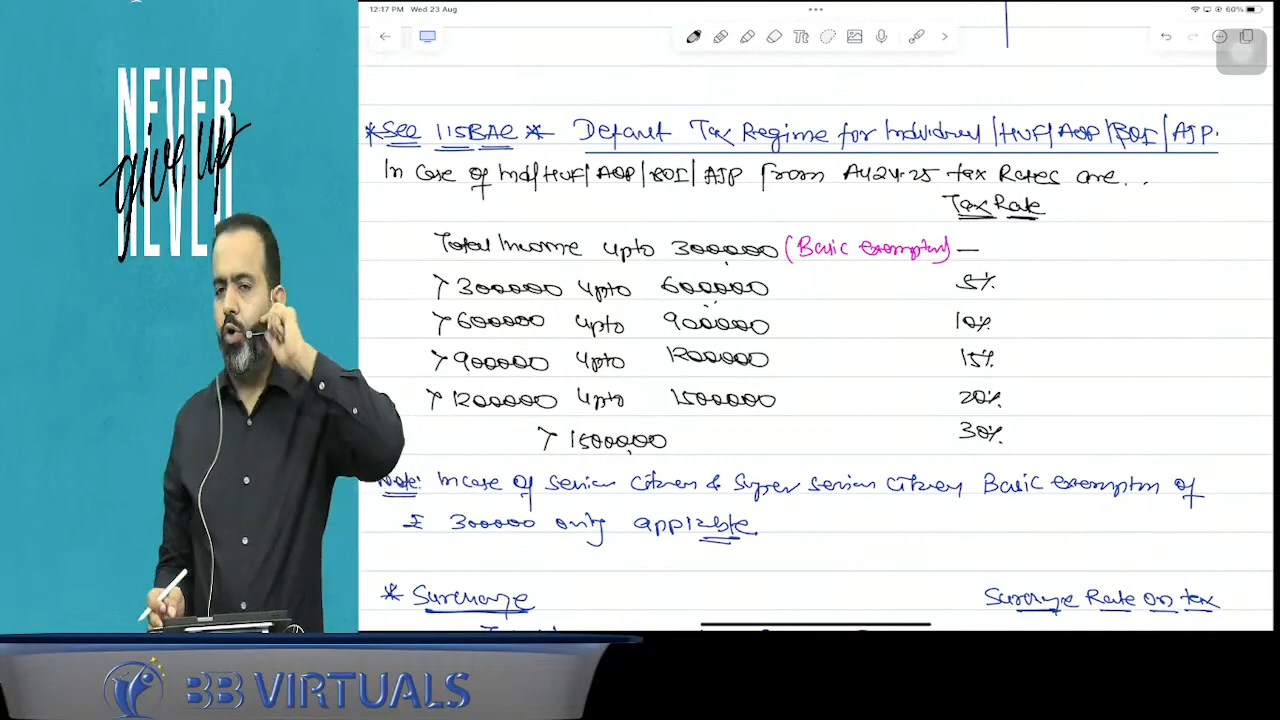 12:17 PM Wed 23 Aug
60%
NEVER
give up
NEVER
*Sec 115BAC* Default Tax Regime for Individual/HUF/AOP/BOI/AJP.
In Case of Ind/HUF/AOP/BOI/AJP from AY24-25 tax Rates are..
Tax Rate
Total Income upto 300000 (Basic exemption) —
>300000 upto 600000 5%
>600000 upto 900000 10%
>900000 upto 1200000 15%
>1200000 upto 1500000 20%
>1500000 30%
Note: In case of Senior Citizen & Super Senior Citizen Basic exemption of
₹ 300000 only applicable
* Surcharge Surcharge Rate on tax
BB VIRTUALS